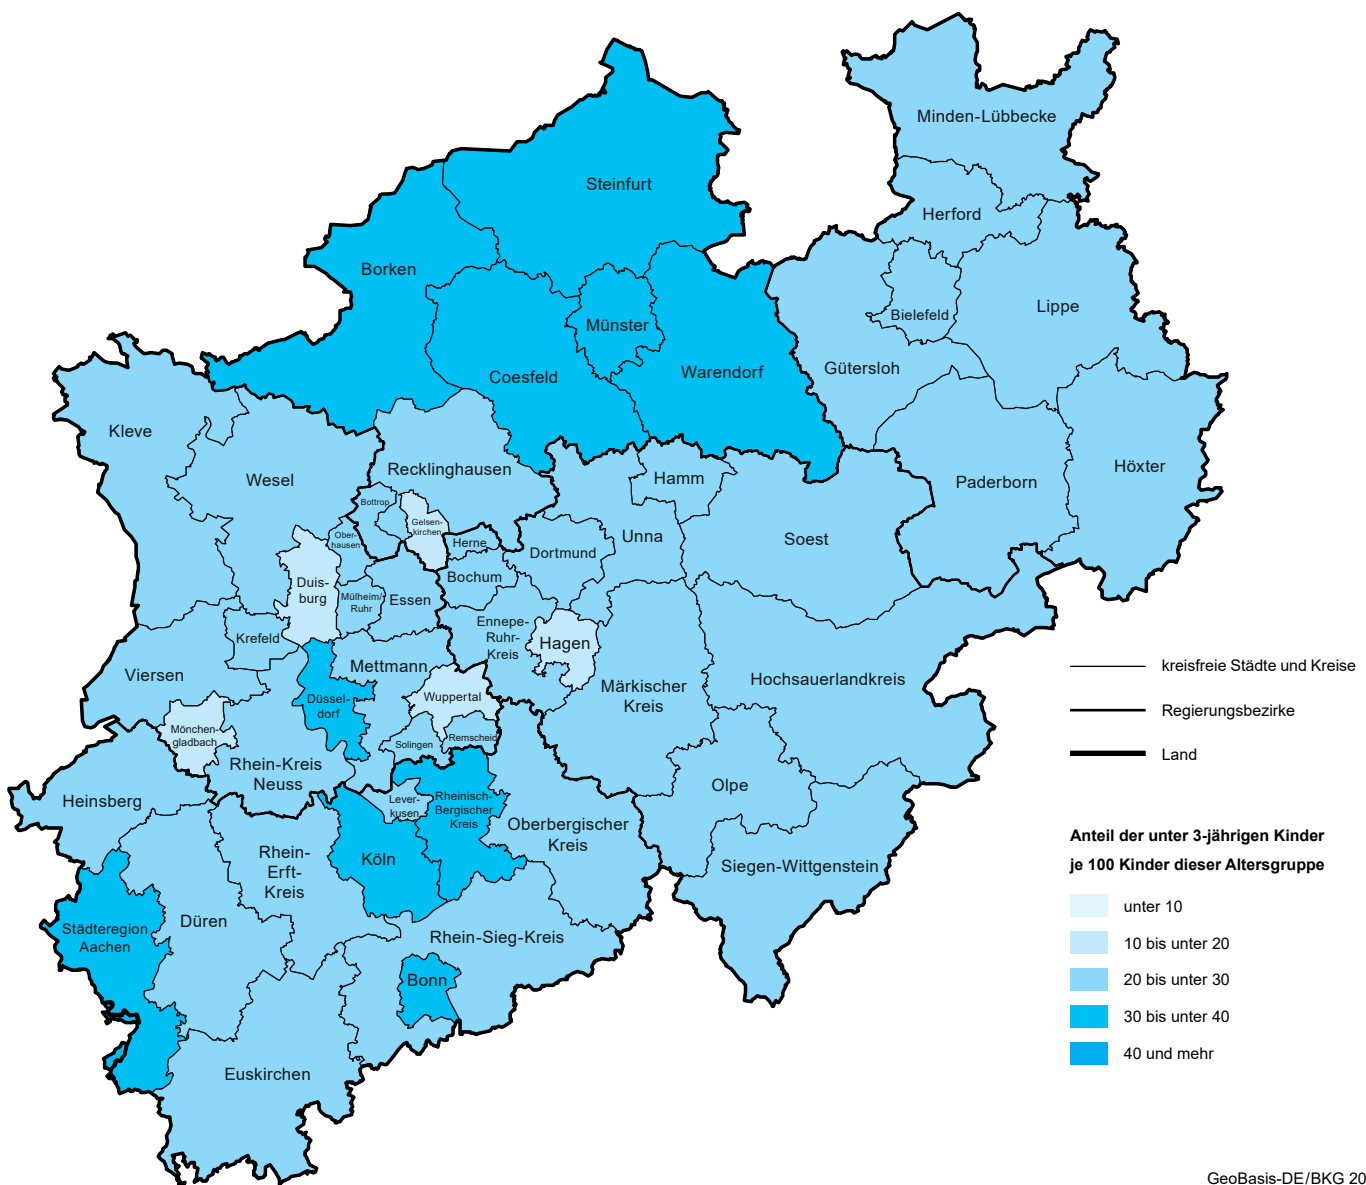 Minden-Lübbecke
Steinfurt
Herford
Borken
Lippe
Bielefeld
Münster
Gütersloh
Warendorf
Coesfeld
Kleve
Höxter
Recklinghausen
Wesel
Hamm
Paderborn
Bottrop
Gelsen-
kirchen
Unna
Soest
Ober-
hausen
Herne
Dortmund
Bochum
Duis-
burg
Mülheim/
Ruhr
Essen
Ennepe-
Ruhr-
Kreis
Krefeld
Hagen
Mettmann
Viersen
Hochsauerlandkreis
Märkischer
Kreis
Wuppertal
Düssel-
dorf
Mönchen-
gladbach
Solingen
Remscheid
Rhein-Kreis
Neuss
Olpe
Heinsberg
Lever-
kusen
Rheinisch-
Bergischer
Kreis
Oberbergischer
Kreis
Rhein-
Erft-
Kreis
Köln
Siegen-Wittgenstein
Düren
Städteregion
Aachen
Rhein-Sieg-Kreis
Bonn
Euskirchen
kreisfreie Städte und Kreise
Regierungsbezirke
Land
Anteil der unter 3-jährigen Kinder
je 100 Kinder dieser Altersgruppe
unter 10
10 bis unter 20
20 bis unter 30
30 bis unter 40
40 und mehr
GeoBasis-DE/BKG 20